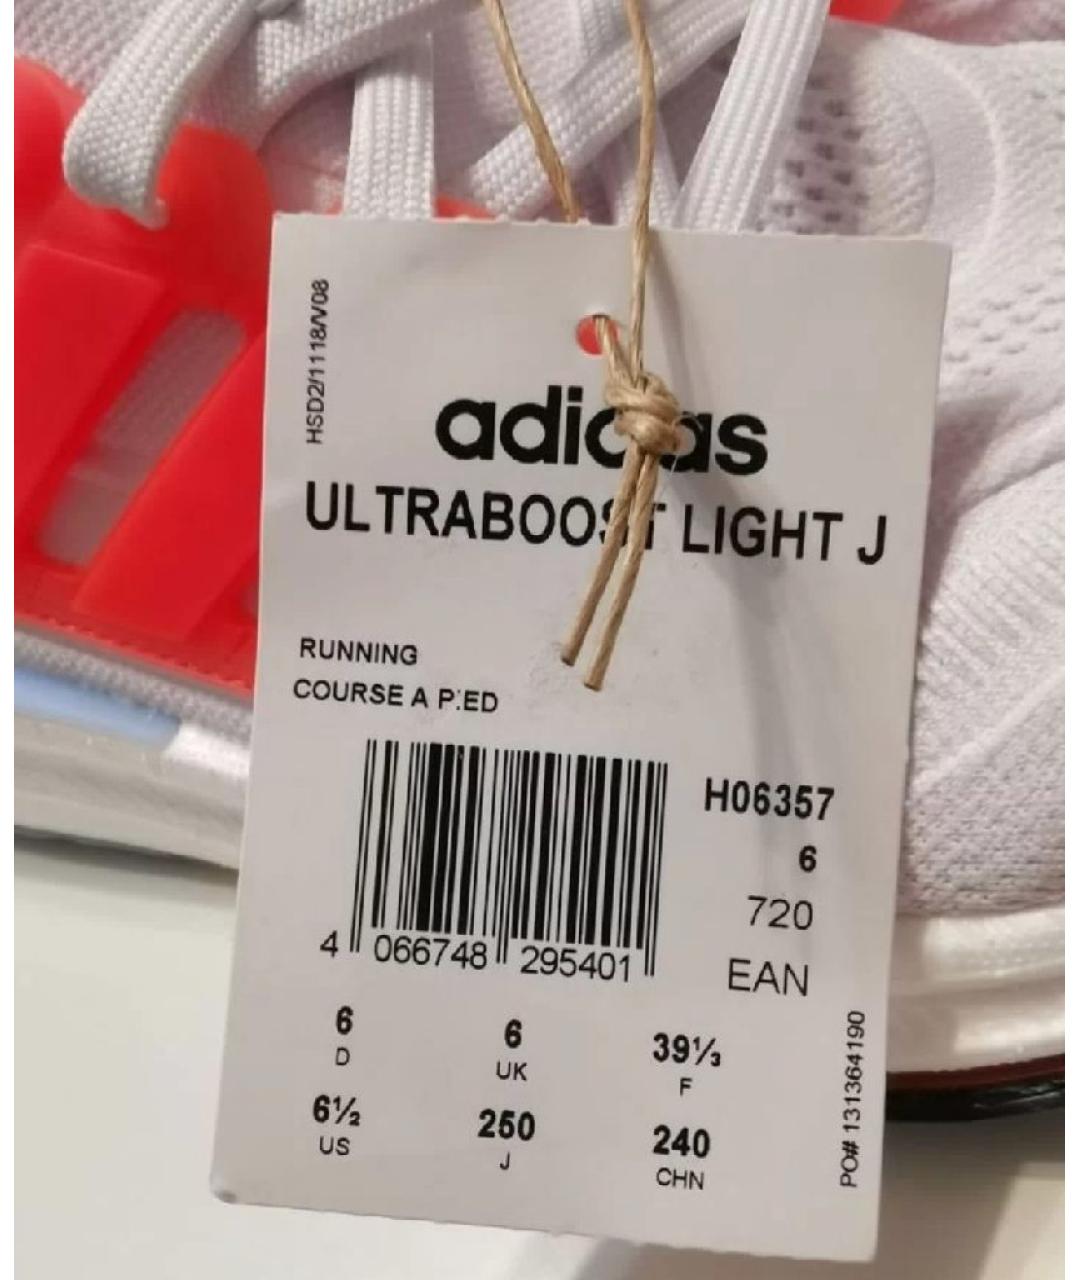 HSD2/1118/V08
adidas
ULTRABOOST LIGHT J
RUNNING
COURSE A PIED
H06357
6
720
EAN
4 066748 295401
6 6 39⅓
D UK F
6½ 250 240
US J CHN
PO# 131364190